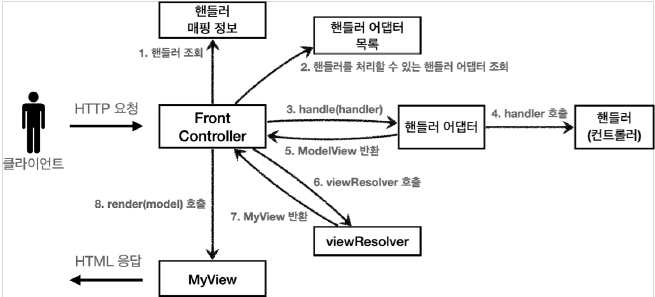 핸들러
매핑 정보
핸들러 어댑터
목록
1. 핸들러 조회
2. 핸들러를 처리할 수 있는 핸들러 어댑터 조회
HTTP 요청
Front
Controller
3. handle(handler)
핸들러 어댑터
4. handler 호출
핸들러
(컨트롤러)
클라이언트
5. ModelView 반환
6. viewResolver 호출
8. render(model) 호출
7. MyView 반환
viewResolver
HTML 응답
MyView